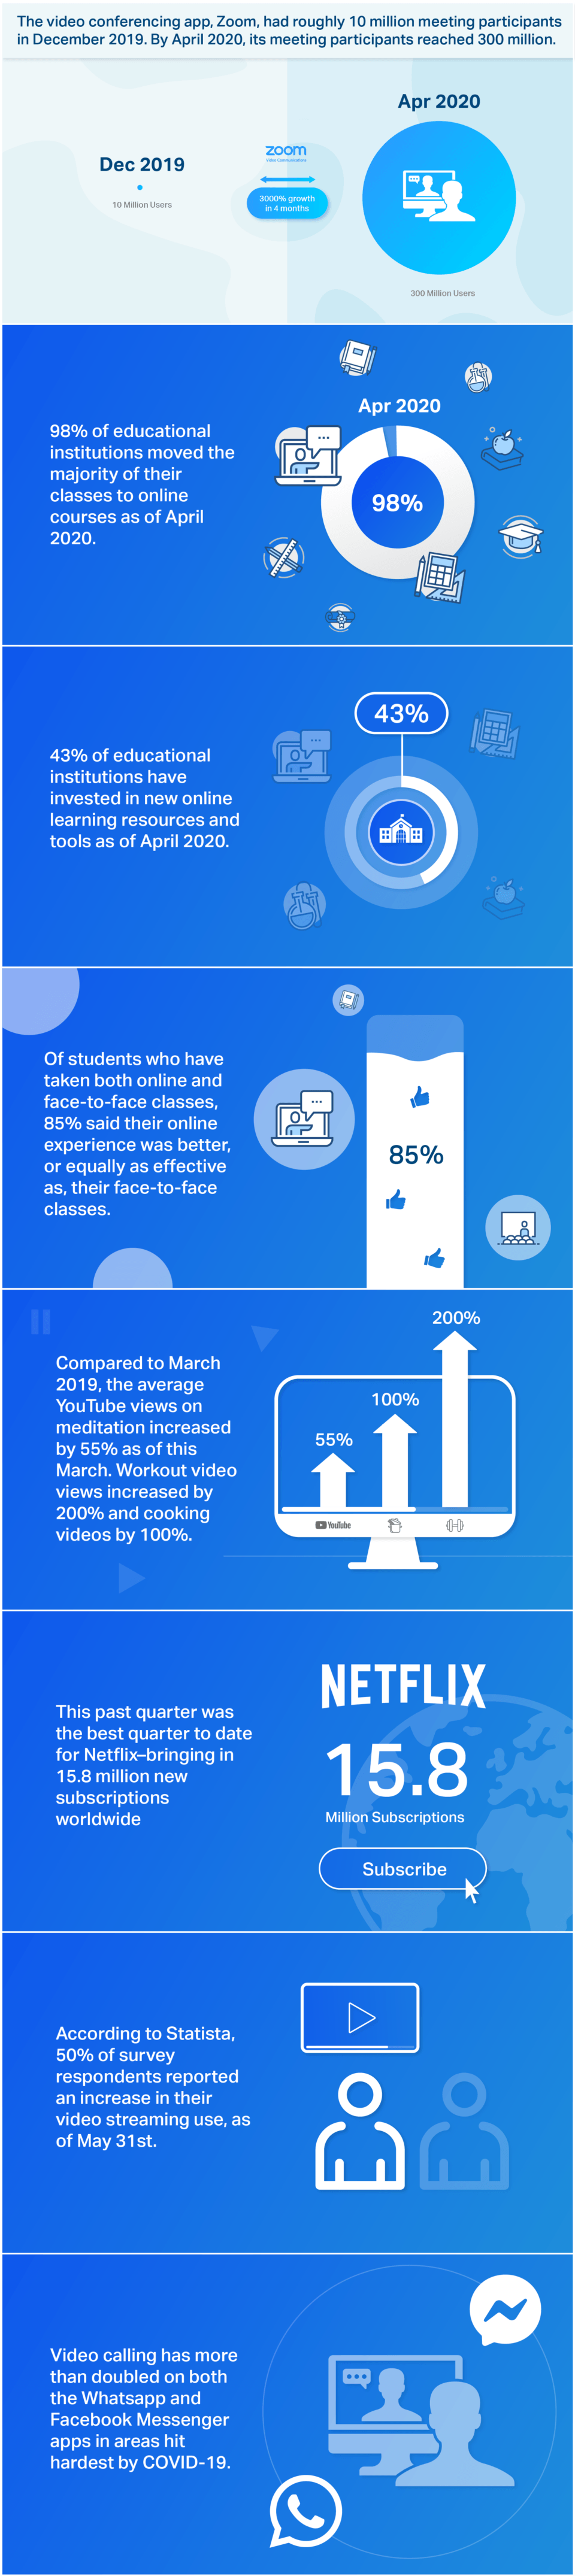 The video conferencing app, Zoom, had roughly 10 million meeting participants
in December 2019. By April 2020, its meeting participants reached 300 million.
Apr 2020
zoom
Video Communications
Dec 2019
3000% growth
in 4 months
10 Million Users
300 Million Users
98% of educational
institutions moved the
majority of their
classes to online
courses as of April
2020.
Apr 2020
98%
43% of educational
institutions have
invested in new online
learning resources and
tools as of April 2020.
43%
Of students who have
taken both online and
face-to-face classes,
85% said their online
experience was better,
or equally as effective
as, their face-to-face
classes.
85%
Compared to March
2019, the average
YouTube views on
meditation increased
by 55% as of this
March. Workout video
views increased by
200% and cooking
videos by 100%.
200%
100%
55%
YouTube
This past quarter was
the best quarter to date
for Netflix–bringing in
15.8 million new
subscriptions
worldwide
NETFLIX
15.8
Million Subscriptions
Subscribe
According to Statista,
50% of survey
respondents reported
an increase in their
video streaming use, as
of May 31st.
Video calling has more
than doubled on both
the Whatsapp and
Facebook Messenger
apps in areas hit
hardest by COVID-19.